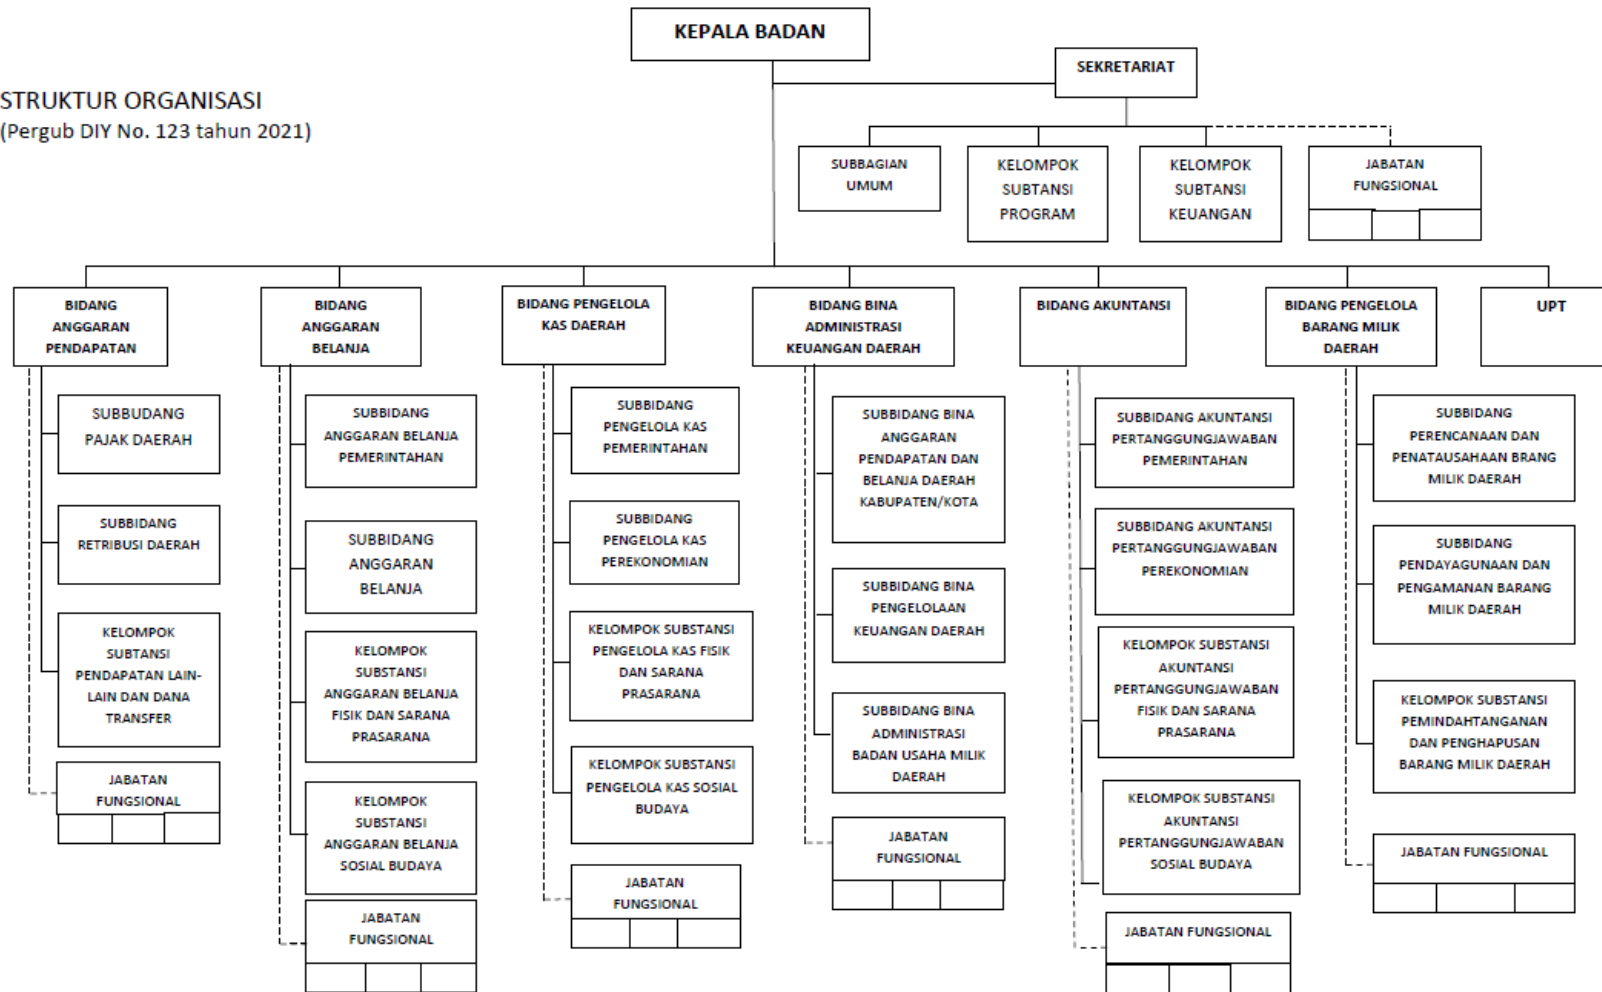 KEPALA BADAN
SEKRETARIAT
STRUKTUR ORGANISASI
(Pergub DIY No. 123 tahun 2021)
SUBBAGIAN
UMUM
KELOMPOK
SUBTANSI
PROGRAM
KELOMPOK
SUBTANSI
KEUANGAN
JABATAN
FUNGSIONAL
BIDANG
ANGGARAN
PENDAPATAN
SUBBUDANG
PAJAK DAERAH
SUBBIDANG
RETRIBUSI DAERAH
KELOMPOK
SUBTANSI
PENDAPATAN LAIN-
LAIN DAN DANA
TRANSFER
JABATAN
FUNGSIONAL
BIDANG
ANGGARAN
BELANJA
SUBBIDANG
ANGGARAN BELANJA
PEMERINTAHAN
SUBBIDANG
ANGGARAN
BELANJA
KELOMPOK
SUBSTANSI
ANGGARAN BELANJA
FISIK DAN SARANA
PRASARANA
KELOMPOK
SUBSTANSI
ANGGARAN BELANJA
SOSIAL BUDAYA
JABATAN
FUNGSIONAL
BIDANG PENGELOLA
KAS DAERAH
SUBBIDANG
PENGELOLA KAS
PEMERINTAHAN
SUBBIDANG
PENGELOLA KAS
PEREKONOMIAN
KELOMPOK SUBSTANSI
PENGELOLA KAS FISIK
DAN SARANA
PRASARANA
KELOMPOK SUBSTANSI
PENGELOLA KAS SOSIAL
BUDAYA
JABATAN
FUNGSIONAL
BIDANG BINA
ADMINISTRASI
KEUANGAN DAERAH
SUBBIDANG BINA
ANGGARAN
PENDAPATAN DAN
BELANJA DAERAH
KABUPATEN/KOTA
SUBBIDANG BINA
PENGELOLAAN
KEUANGAN DAERAH
SUBBIDANG BINA
ADMINISTRASI
BADAN USAHA MILIK
DAERAH
JABATAN
FUNGSIONAL
BIDANG AKUNTANSI
SUBBIDANG AKUNTANSI
PERTANGGUNGJAWABAN
PEMERINTAHAN
SUBBIDANG AKUNTANSI
PERTANGGUNGJAWABAN
PEREKONOMIAN
KELOMPOK SUBSTANSI
AKUNTANSI
PERTANGGUNGJAWABAN
FISIK DAN SARANA
PRASARANA
KELOMPOK SUBSTANSI
AKUNTANSI
PERTANGGUNGJAWABAN
SOSIAL BUDAYA
JABATAN FUNGSIONAL
BIDANG PENGELOLA
BARANG MILIK
DAERAH
SUBBIDANG
PERENCANAAN DAN
PENATAUSAHAAN BRANG
MILIK DAERAH
SUBBIDANG
PENDAYAGUNAAN DAN
PENGAMANAN BARANG
MILIK DAERAH
KELOMPOK SUBSTANSI
PEMINDAHTANGANAN
DAN PENGHAPUSAN
BARANG MILIK DAERAH
JABATAN FUNGSIONAL
UPT